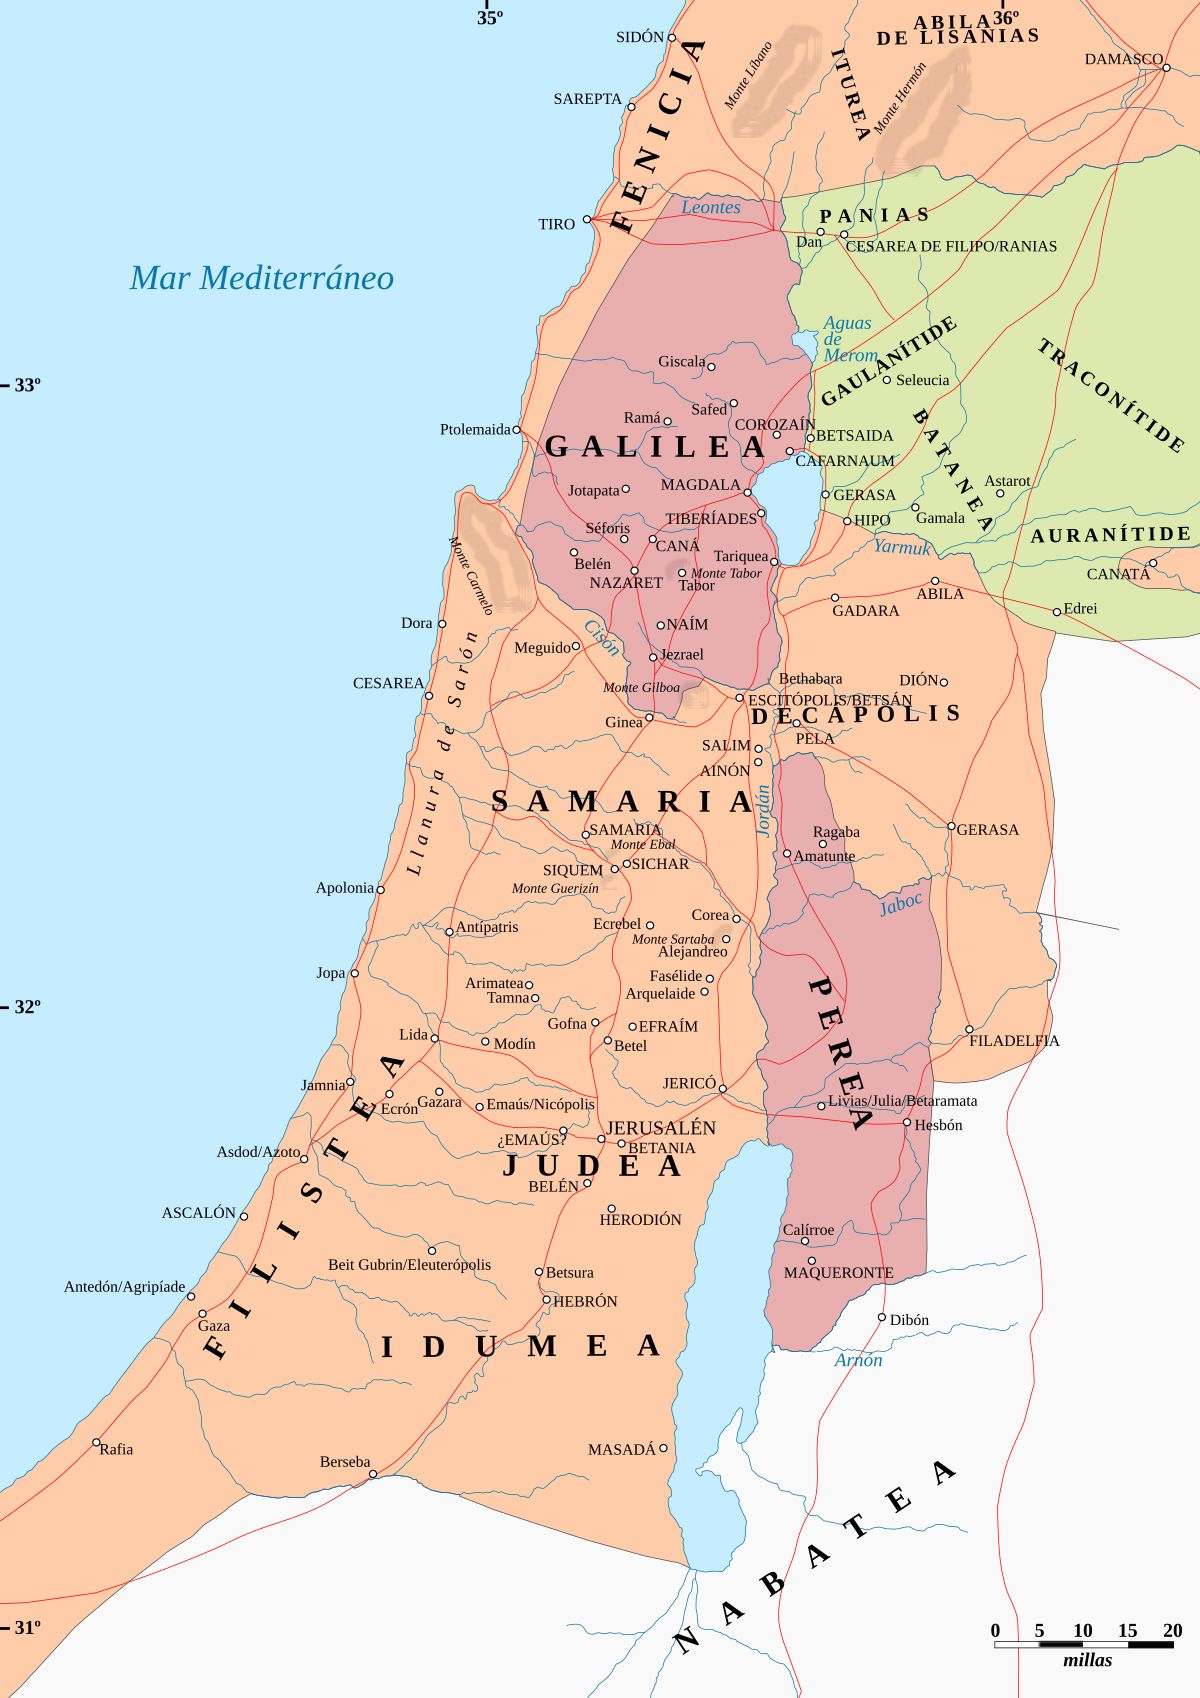 35º
36º
ABILA
DE LISANIAS
SIDÓN
DAMASCO
Monte Líbano
ITUREA
Monte Hermón
SAREPTA
FENICIA
TIRO
Leontes
PANIAS
Dan
CESAREA DE FILIPO/RANIAS
Mar Mediterráneo
Aguas
de
Merom
GAULANÍTIDE
TRACONÍTIDE
33º
Giscala
Seleucia
Safed
Ramá
COROZAÍN
BATANEA
Ptolemaida
GALILEA
BETSAIDA
CAFARNAUM
Jotapata
MAGDALA
GERASA
Astarot
TIBERÍADES
HIPO
Gamala
Séforis
AURANÍTIDE
CANÁ
Yarmuk
Monte Carmelo
Belén
Tariquea
CANATÁ
NAZARET
Monte Tabor
Tabor
ABILA
GADARA
Edrei
Dora
NAÍM
Cisón
Meguido
Jezrael
CESAREA
Monte Gilboa
Bethabara
DIÓN
Llanura de Sarón
ESCITÓPOLIS/BETSÁN
DECÁPOLIS
Ginea
PELA
SALIM
AINÓN
SAMARIA
Jordán
SAMARIA
Ragaba
GERASA
Monte Ebal
Amatunte
SIQUEM
SICHAR
Monte Guerizín
Apolonia
Jaboc
Corea
Antípatris
Ecrebel
Monte Sartaba
Alejandreo
Jopa
Fasélide
Arimatea
Arquelaide
Tamna
PEREA
32º
Gofna
EFRAÍM
Lida
Modín
Betel
FILADELFIA
Jamnia
JERICÓ
Ecrón
Gazara
Emaús/Nicópolis
Livias/Julia/Betaramata
FILISTEA
¿EMAÚS?
JERUSALÉN
Hesbón
Asdod/Azoto
BETANIA
JUDEA
BELÉN
ASCALÓN
HERODIÓN
Calírroe
Beit Gubrin/Eleuterópolis
Betsura
MAQUERONTE
Antedón/Agripíade
HEBRÓN
Gaza
Dibón
IDUMEA
Arnón
Rafia
MASADÁ
Berseba
NABATEA
31º
0 5 10 15 20
millas